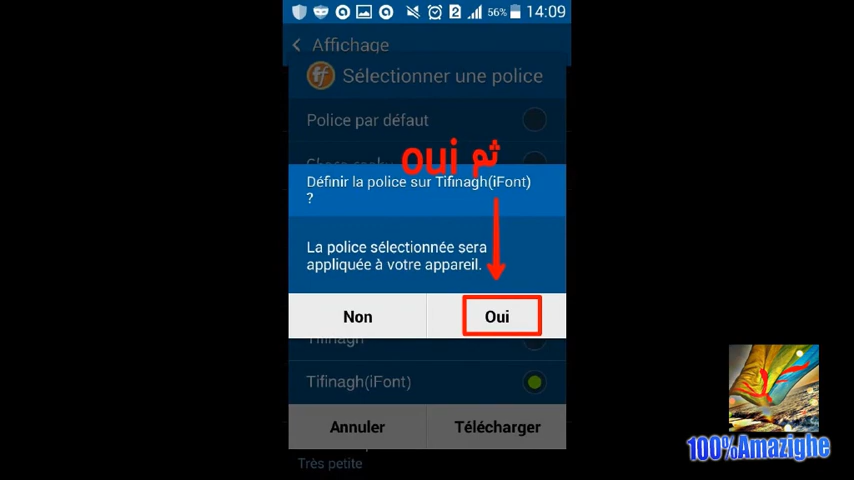 2 56% 14:09
Affichage
Sélectionner une police
Police par défaut
ثم oui
Définir la police sur Tifinagh(iFont)
?
La police sélectionnée sera
appliquée à votre appareil.
Non Oui
Tifinagh
Tifinagh(iFont)
Annuler Télécharger
Très petite
100%Amazighe